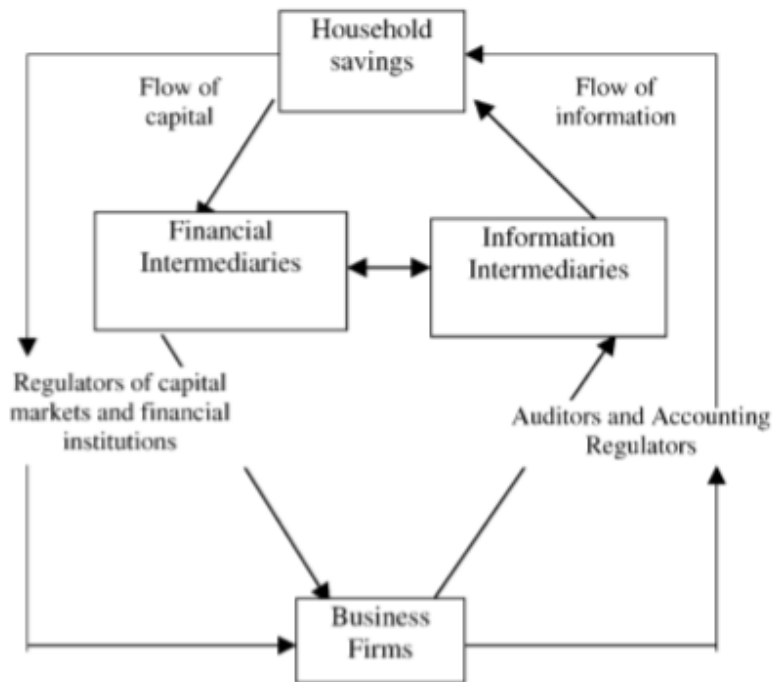 Household
savings
Flow of
capital
Flow of
information
Financial
Intermediaries
Information
Intermediaries
Regulators of capital
markets and financial
institutions
Auditors and Accounting
Regulators
Business
Firms